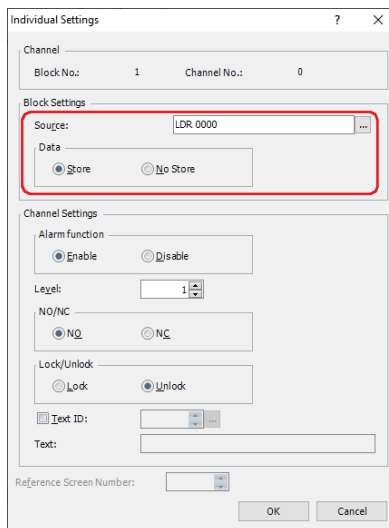 Individual Settings ? ×
Channel
Block No.: 1 Channel No.: 0
Block Settings
Source: LDR 0000 ...
Data
Store No Store
Channel Settings
Alarm function
Enable Disable
Level: 1
NO/NC
NO NC
Lock/Unlock
Lock Unlock
Text ID: ...
Text:
Reference Screen Number:
OK Cancel